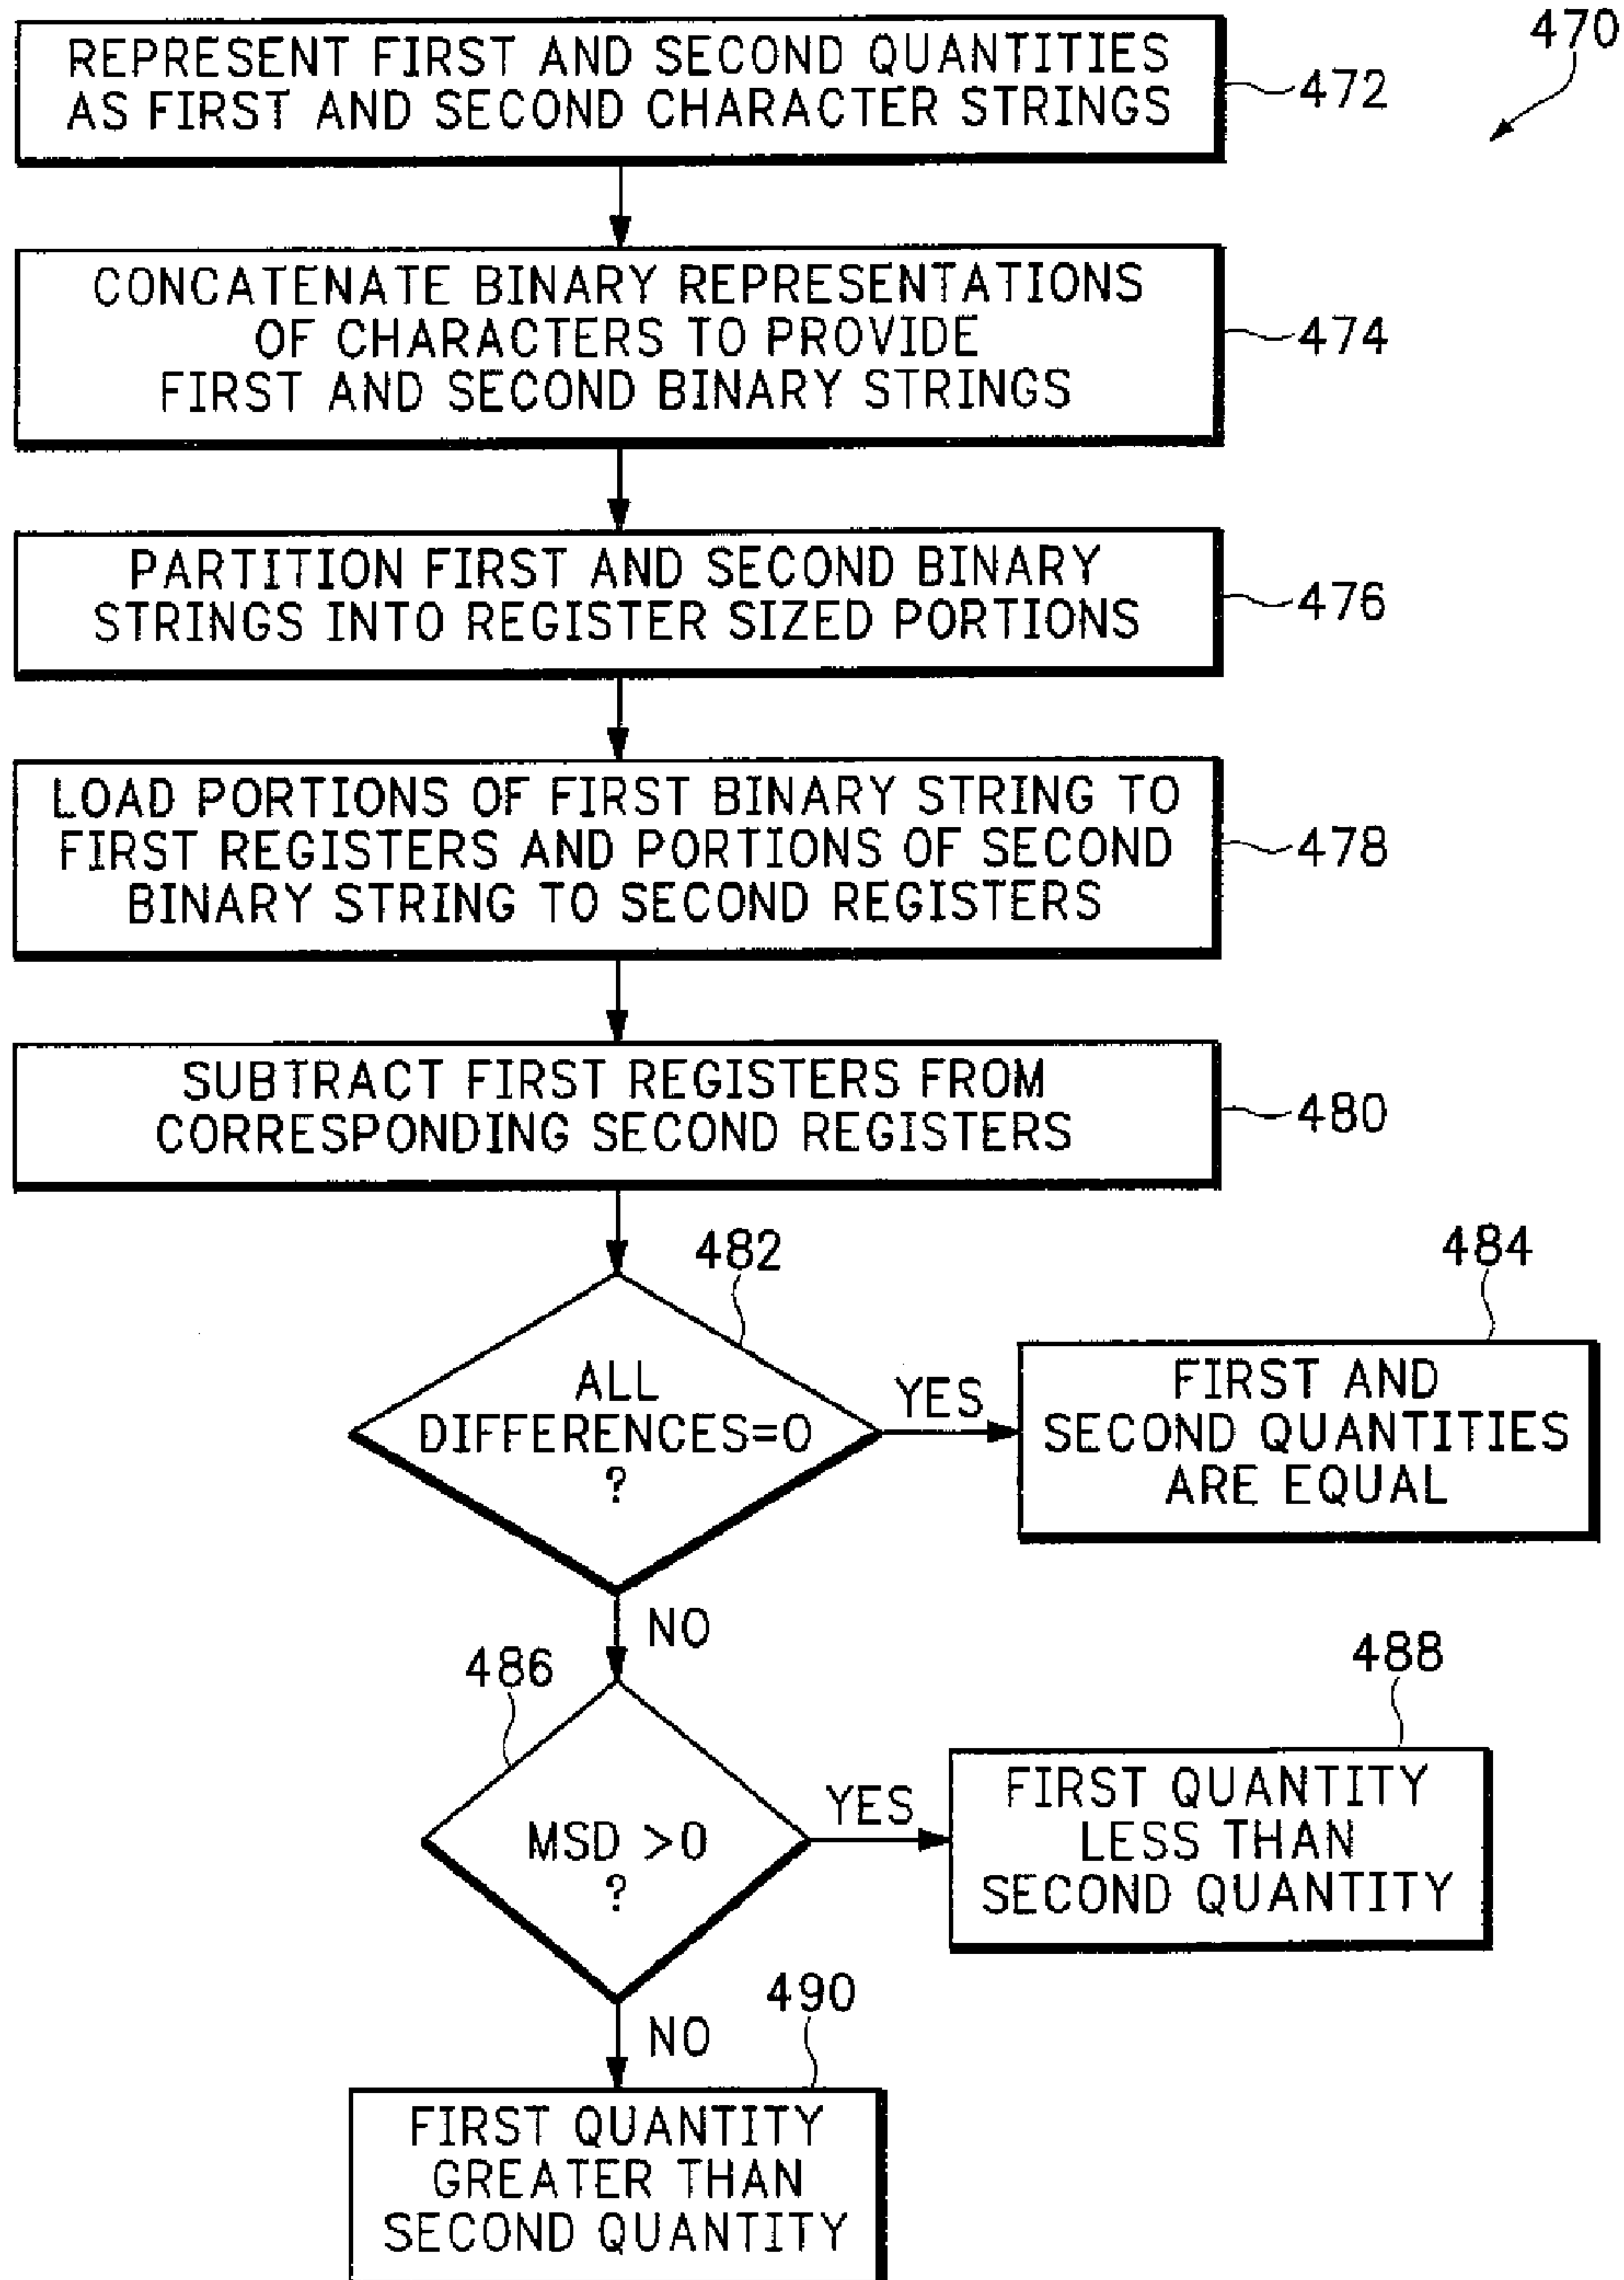 470
REPRESENT FIRST AND SECOND QUANTITIES
AS FIRST AND SECOND CHARACTER STRINGS
472
CONCATENATE BINARY REPRESENTATIONS
OF CHARACTERS TO PROVIDE
FIRST AND SECOND BINARY STRINGS
474
PARTITION FIRST AND SECOND BINARY
STRINGS INTO REGISTER SIZED PORTIONS
476
LOAD PORTIONS OF FIRST BINARY STRING TO
FIRST REGISTERS AND PORTIONS OF SECOND
BINARY STRING TO SECOND REGISTERS
478
SUBTRACT FIRST REGISTERS FROM
CORRESPONDING SECOND REGISTERS
480
482
ALL
DIFFERENCES=0
?
YES
484
FIRST AND
SECOND QUANTITIES
ARE EQUAL
NO
486
MSD >0
?
YES
488
FIRST QUANTITY
LESS THAN
SECOND QUANTITY
NO
490
FIRST QUANTITY
GREATER THAN
SECOND QUANTITY